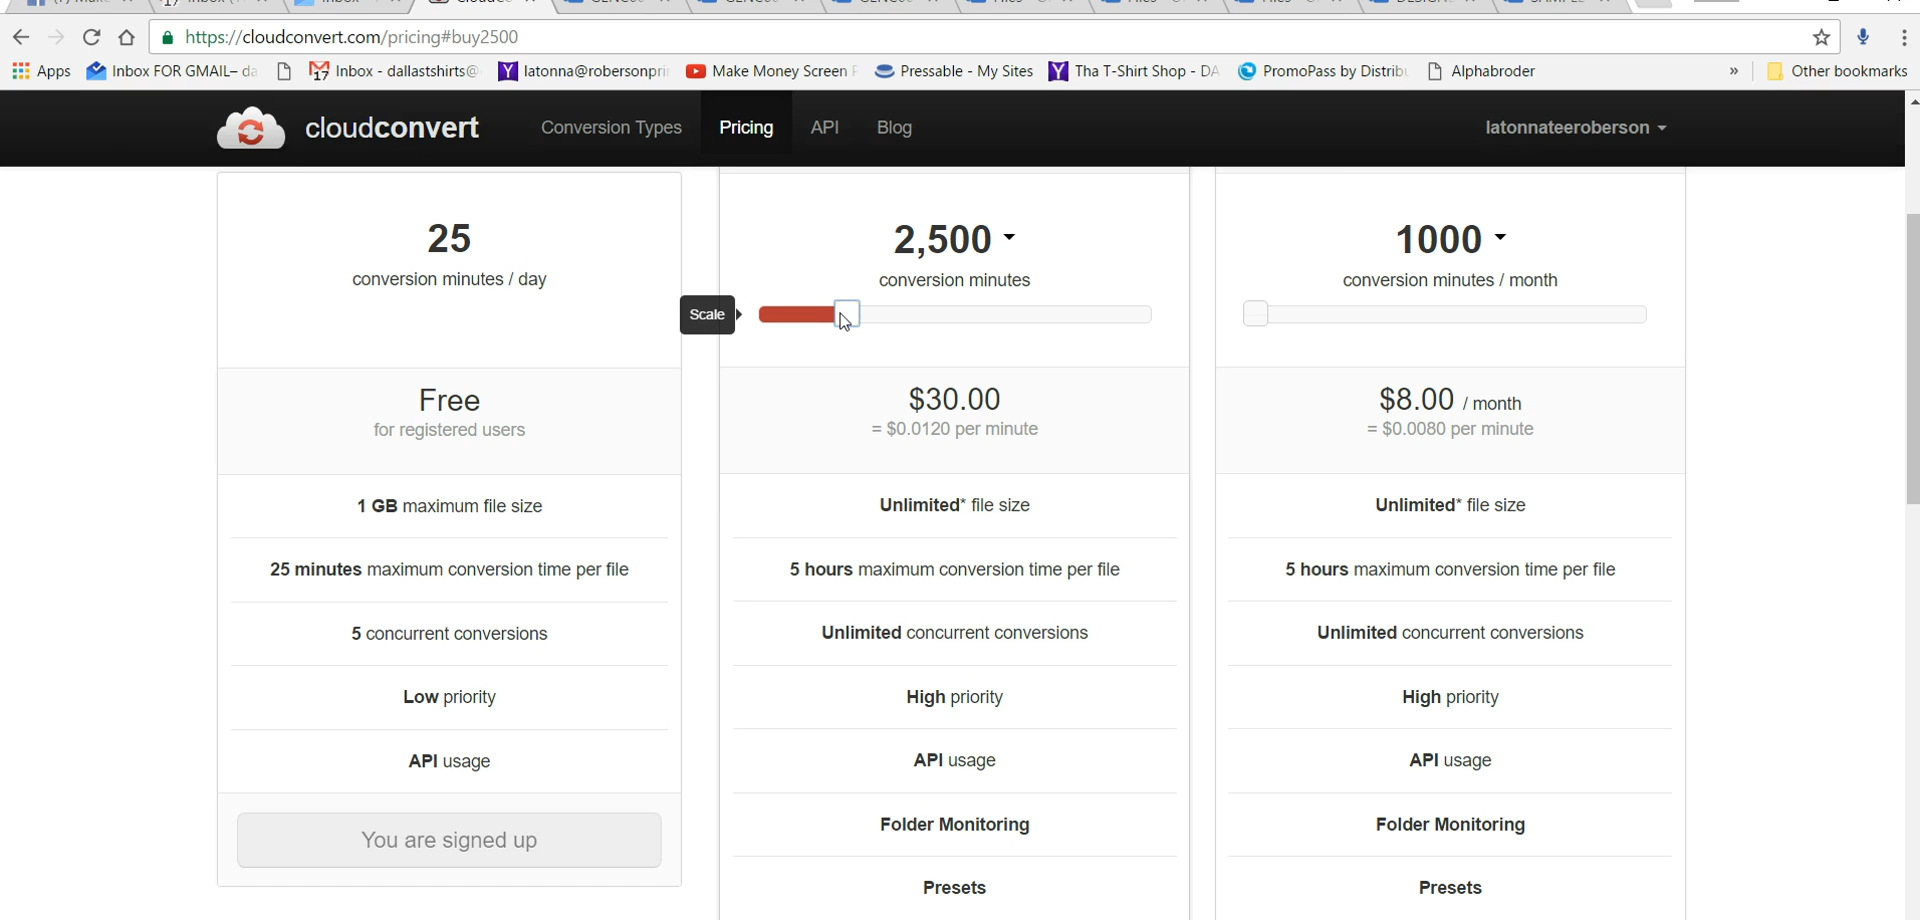 https://cloudconvert.com/pricing#buy2500
Apps
Inbox FOR GMAIL– da
Inbox - dallastshirts@
latonna@robersonpri
Make Money Screen
Pressable - My Sites
Tha T-Shirt Shop - DA
PromoPass by Distrib
Alphabroder
»
Other bookmarks
cloudconvert
Conversion Types
Pricing
API
Blog
latonnateeroberson
25
conversion minutes / day
Free
for registered users
1 GB maximum file size
25 minutes maximum conversion time per file
5 concurrent conversions
Low priority
API usage
You are signed up
2,500
conversion minutes
Scale
$30.00
= $0.0120 per minute
Unlimited* file size
5 hours maximum conversion time per file
Unlimited concurrent conversions
High priority
API usage
Folder Monitoring
Presets
1000
conversion minutes / month
$8.00 / month
= $0.0080 per minute
Unlimited* file size
5 hours maximum conversion time per file
Unlimited concurrent conversions
High priority
API usage
Folder Monitoring
Presets